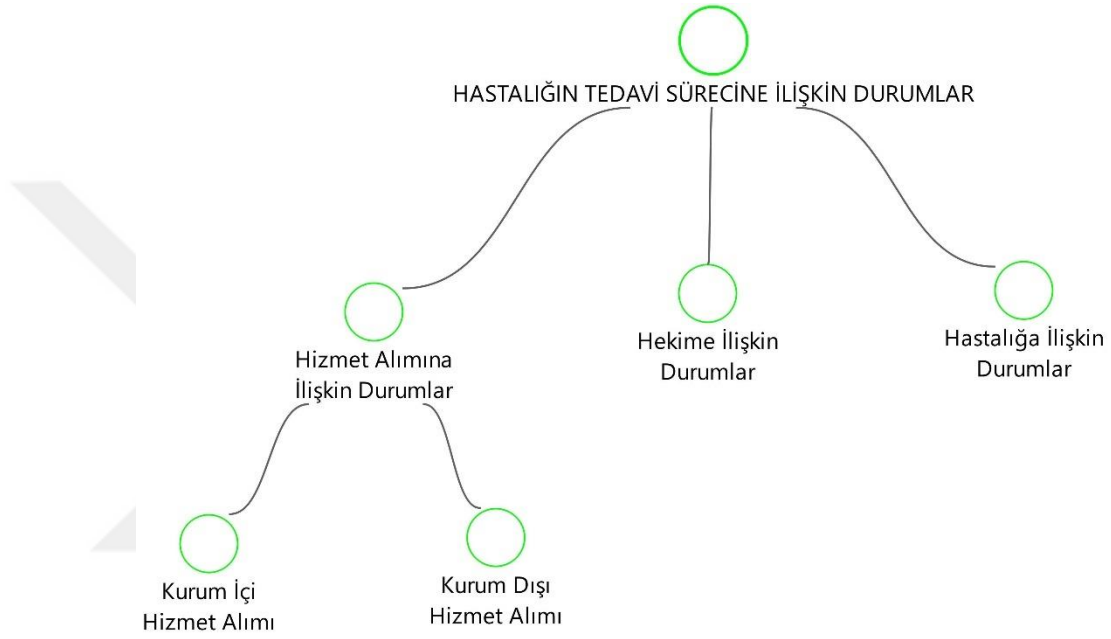 HASTALIĞIN TEDAVİ SÜRECİNE İLİŞKİN DURUMLAR
Hizmet Alımına
İlişkin Durumlar
Hekime İlişkin
Durumlar
Hastalığa İlişkin
Durumlar
Kurum İçi
Hizmet Alımı
Kurum Dışı
Hizmet Alımı